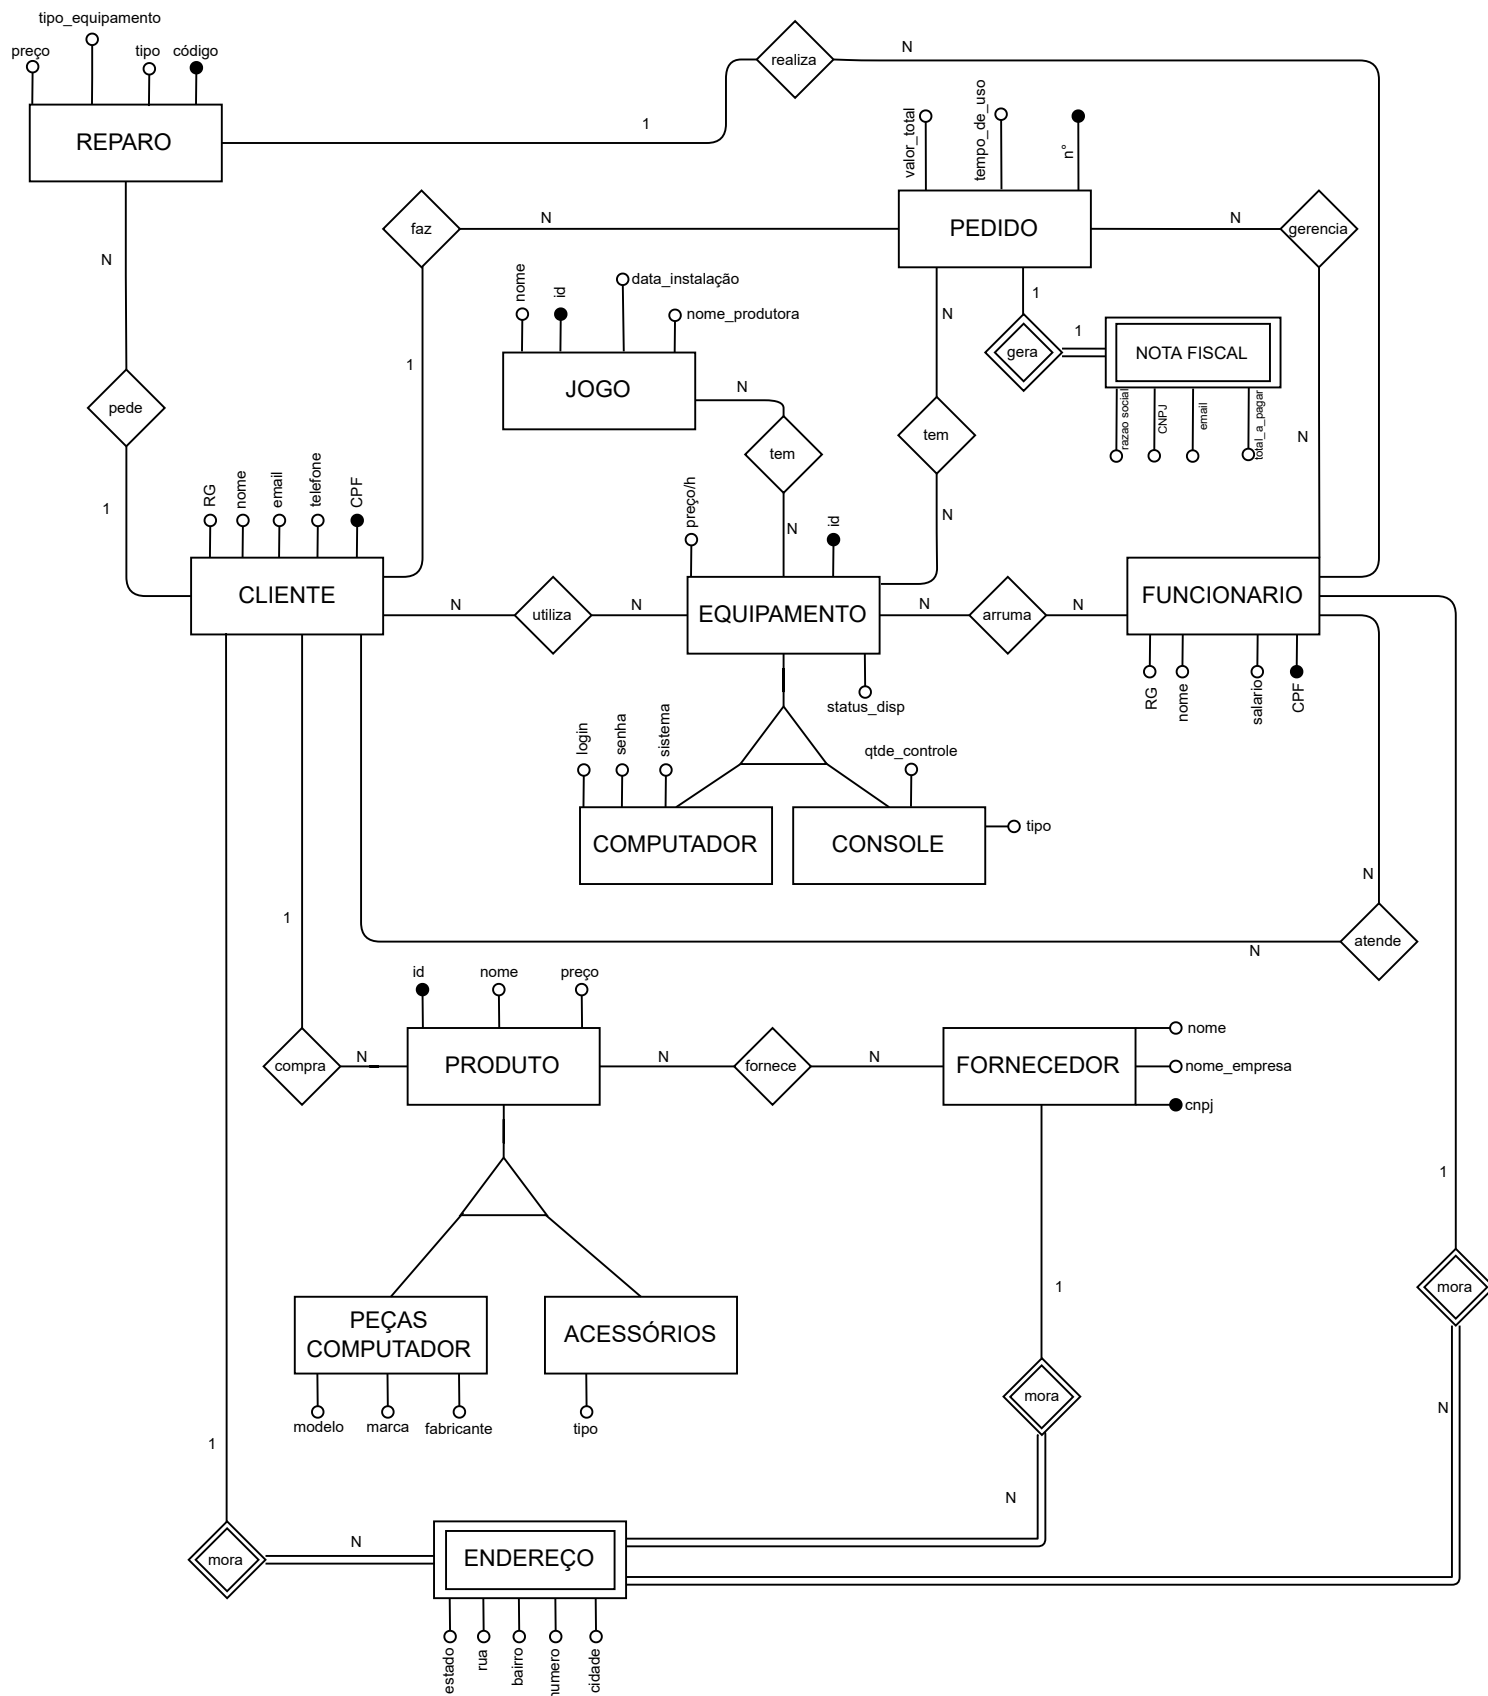 tipo_equipamento
preço
tipo
código
REPARO
realiza
N
1
valor_total
tempo_de_uso
n°
PEDIDO
faz
N
N
gerencia
N
nome
id
data_instalação
nome_produtora
JOGO
N
1
N
1
gera
1
NOTA FISCAL
razao social
CNPJ
email
total_a_pagar
pede
1
tem
tem
N
RG
nome
email
telefone
CPF
1
preço/h
N
id
N
CLIENTE
N
utiliza
N
EQUIPAMENTO
N
arruma
N
FUNCIONARIO
RG
nome
salario
CPF
status_disp
login
senha
sistema
qtde_controle
COMPUTADOR
CONSOLE
tipo
N
atende
N
1
id
nome
preço
compra
N
PRODUTO
N
fornece
N
FORNECEDOR
nome
nome_empresa
cnpj
1
1
mora
PEÇAS
COMPUTADOR
ACESSÓRIOS
modelo
marca
fabricante
tipo
mora
N
1
N
mora
N
ENDEREÇO
estado
rua
bairro
numero
cidade